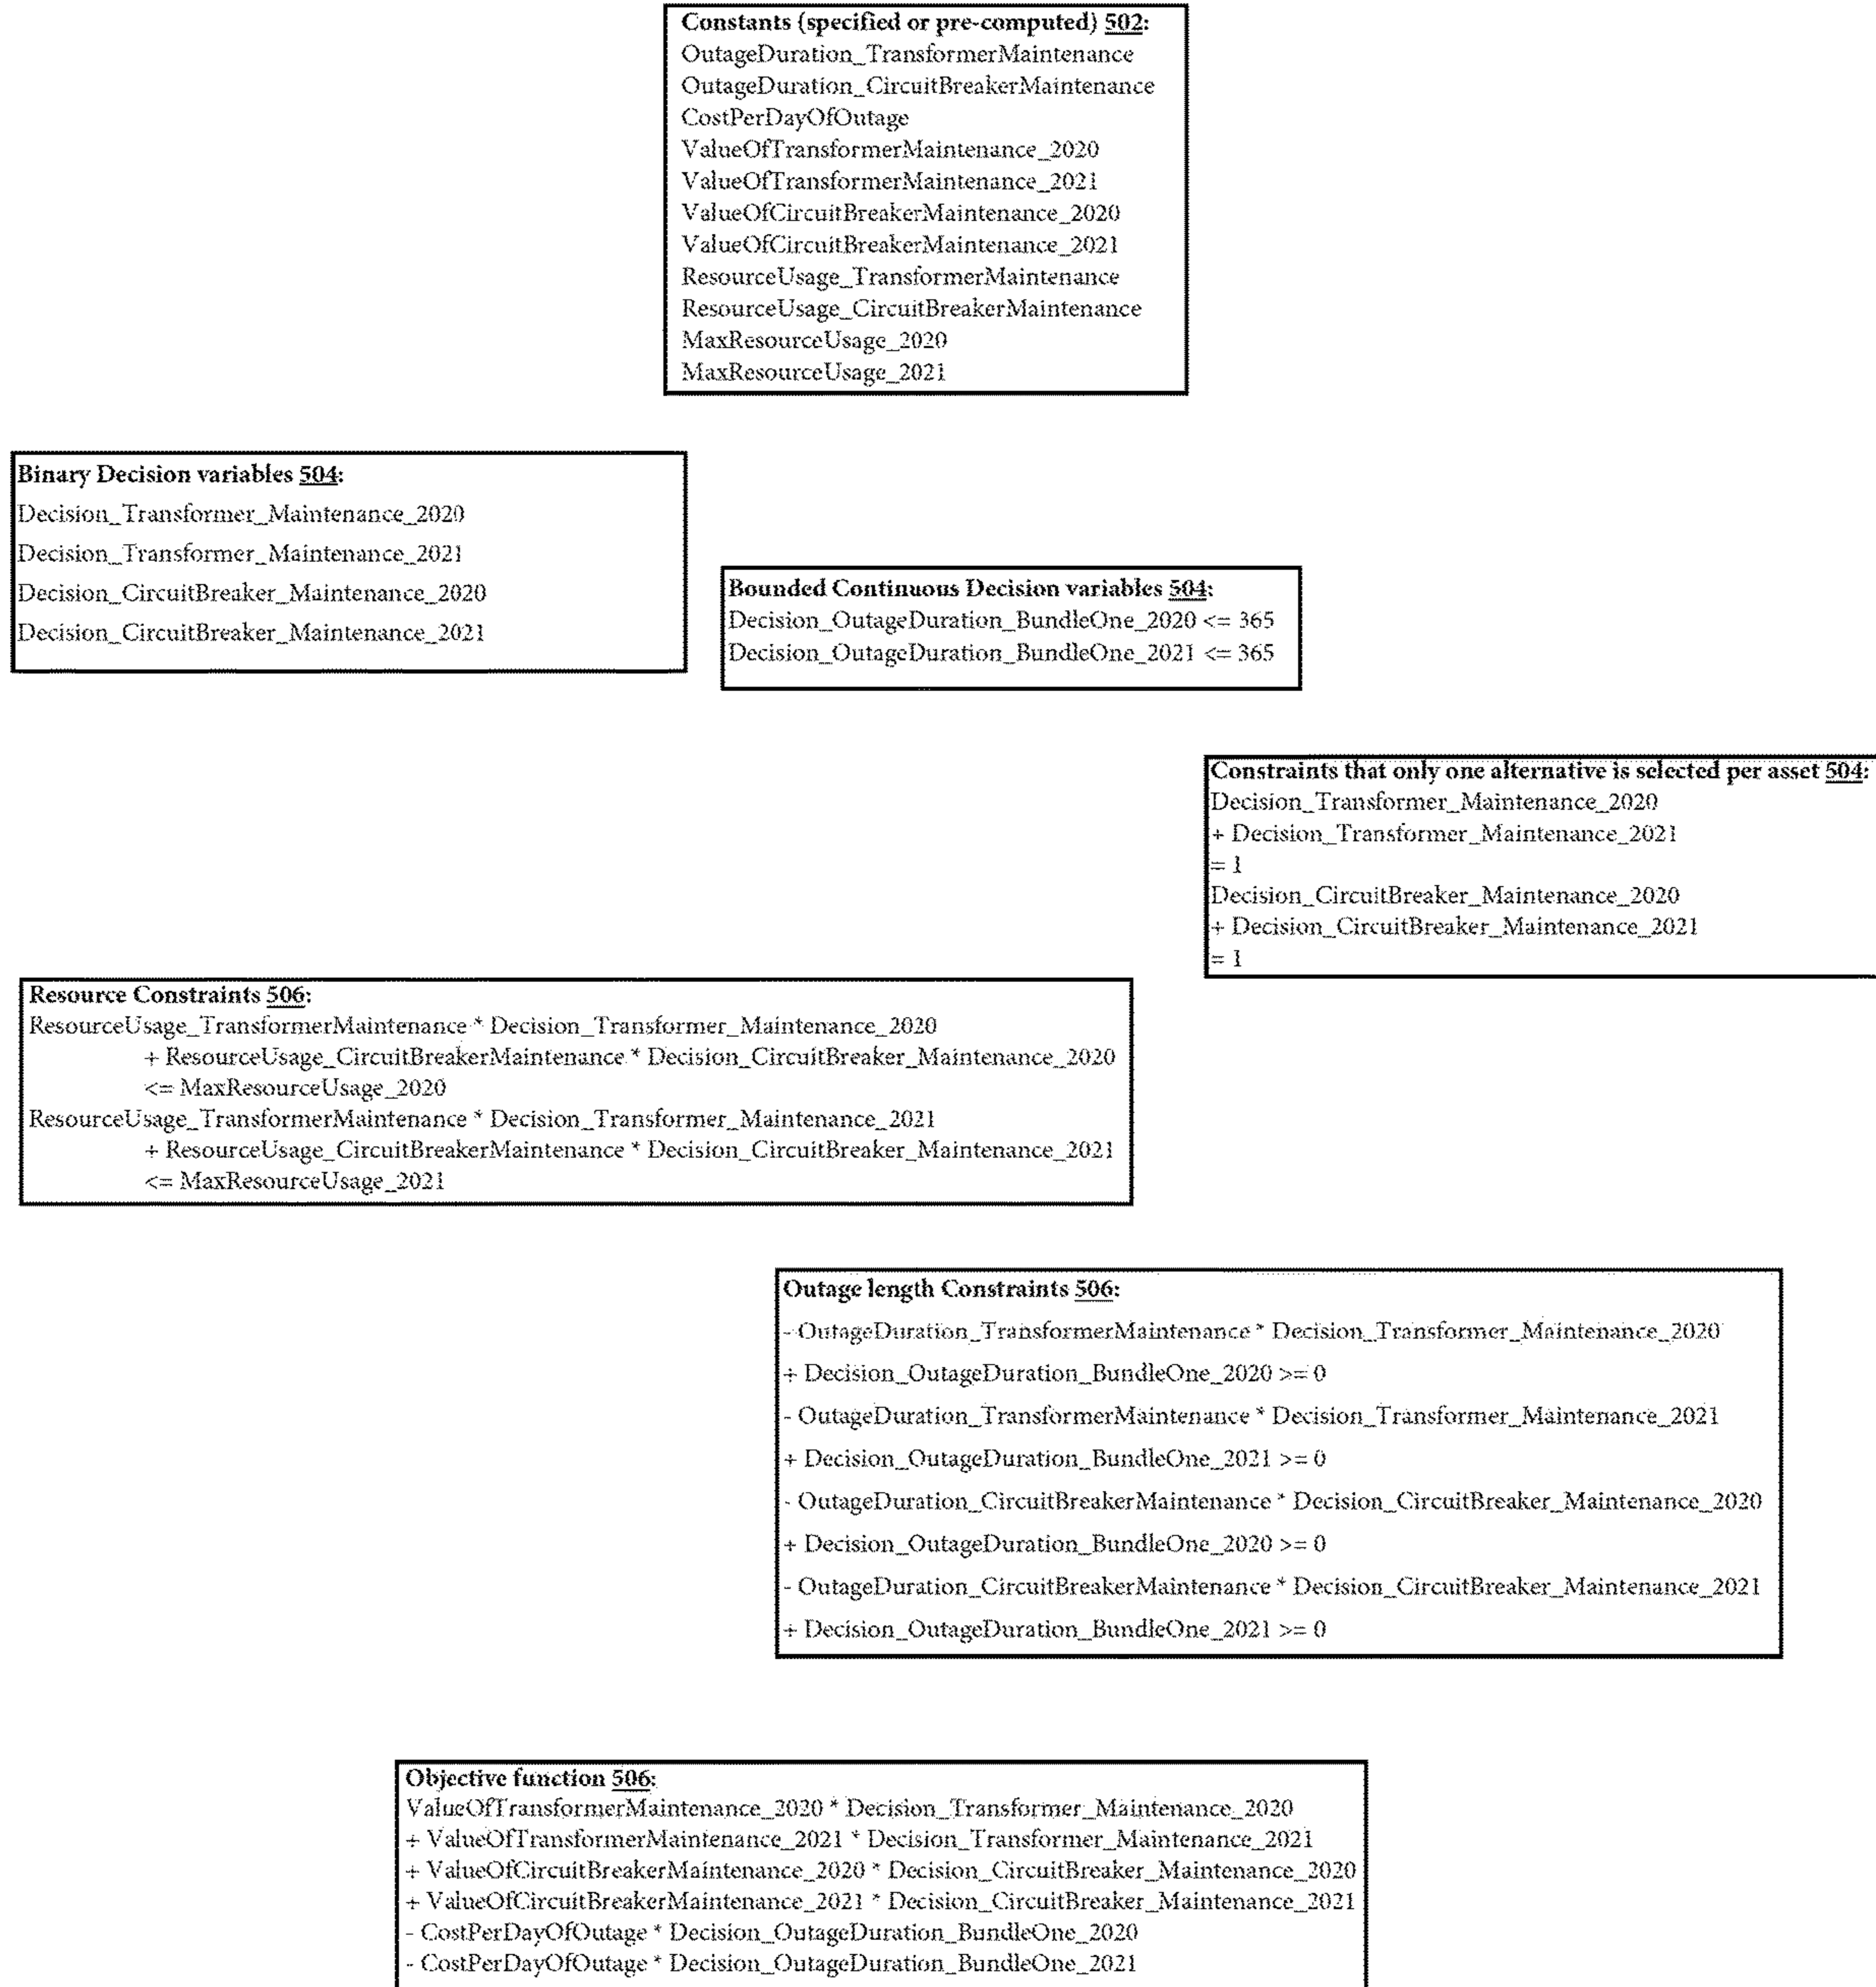 Constants (specified or pre-computed) 502:
OutageDuration_TransformerMaintenance
OutageDuration_CircuitBreakerMaintenance
CostPerDayOfOutage
ValueOfTransformerMaintenance_2020
ValueOfTransformerMaintenance_2021
ValueOfCircuitBreakerMaintenance_2020
ValueOfCircuitBreakerMaintenance_2021
ResourceUsage_TransformerMaintenance
ResourceUsage_CircuitBreakerMaintenance
MaxResourceUsage_2020
MaxResourceUsage_2021
Binary Decision variables 504:
Decision_Transformer_Maintenance_2020
Decision_Transformer_Maintenance_2021
Decision_CircuitBreaker_Maintenance_2020
Decision_CircuitBreaker_Maintenance_2021
Bounded Continuous Decision variables 504:
Decision_OutageDuration_BundleOne_2020 <= 365
Decision_OutageDuration_BundleOne_2021 <= 365
Constraints that only one alternative is selected per asset 504:
Decision_Transformer_Maintenance_2020
+ Decision_Transformer_Maintenance_2021
= 1
Decision_CircuitBreaker_Maintenance_2020
+ Decision_CircuitBreaker_Maintenance_2021
= 1
Resource Constraints 506:
ResourceUsage_TransformerMaintenance * Decision_Transformer_Maintenance_2020
+ ResourceUsage_CircuitBreakerMaintenance * Decision_CircuitBreaker_Maintenance_2020
<= MaxResourceUsage_2020
ResourceUsage_TransformerMaintenance * Decision_Transformer_Maintenance_2021
+ ResourceUsage_CircuitBreakerMaintenance * Decision_CircuitBreaker_Maintenance_2021
<= MaxResourceUsage_2021
Outage length Constraints 506:
- OutageDuration_TransformerMaintenance * Decision_Transformer_Maintenance_2020
+ Decision_OutageDuration_BundleOne_2020 >= 0
- OutageDuration_TransformerMaintenance * Decision_Transformer_Maintenance_2021
+ Decision_OutageDuration_BundleOne_2021 >= 0
- OutageDuration_CircuitBreakerMaintenance * Decision_CircuitBreaker_Maintenance_2020
+ Decision_OutageDuration_BundleOne_2020 >= 0
- OutageDuration_CircuitBreakerMaintenance * Decision_CircuitBreaker_Maintenance_2021
+ Decision_OutageDuration_BundleOne_2021 >= 0
Objective function 506:
ValueOfTransformerMaintenance_2020 * Decision_Transformer_Maintenance_2020
+ ValueOfTransformerMaintenance_2021 * Decision_Transformer_Maintenance_2021
+ ValueOfCircuitBreakerMaintenance_2020 * Decision_CircuitBreaker_Maintenance_2020
+ ValueOfCircuitBreakerMaintenance_2021 * Decision_CircuitBreaker_Maintenance_2021
- CostPerDayOfOutage * Decision_OutageDuration_BundleOne_2020
- CostPerDayOfOutage * Decision_OutageDuration_BundleOne_2021